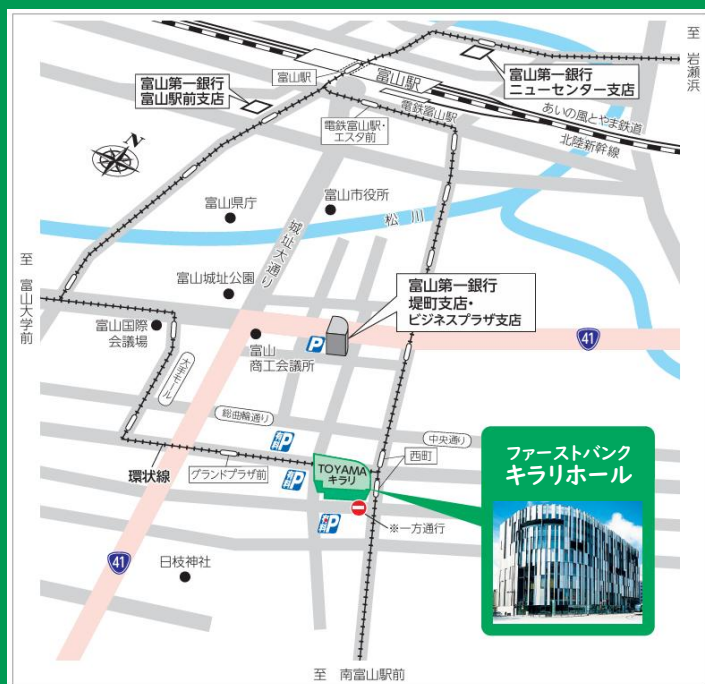 至 岩瀬浜
富山第一銀行
富山駅前支店
富山駅
富山駅
富山第一銀行
ニューセンター支店
電鉄富山駅
あいの風とやま鉄道
電鉄富山駅・
エスタ前
北陸新幹線
N
富山県庁
富山市役所
松川
城址大通り
至 富山大学前
富山城址公園
富山第一銀行
堤町支店・
ビジネスプラザ支店
富山国際
会議場
富山
商工会議所
P
41
大手モール
総曲輪通り
中央通り
有料P
西町
環状線
グランドプラザ前
有料P
TOYAMA
キラリ
ファーストバンク
キラリホール
有料P
※一方通行
41
日枝神社
至 南富山駅前